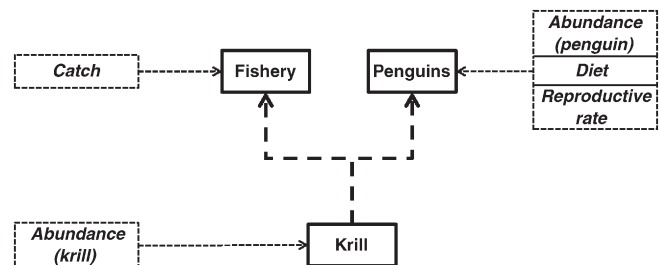 Abundance
(penguin)
Catch
Fishery
Penguins
Diet
Reproductive
rate
Abundance
(krill)
Krill